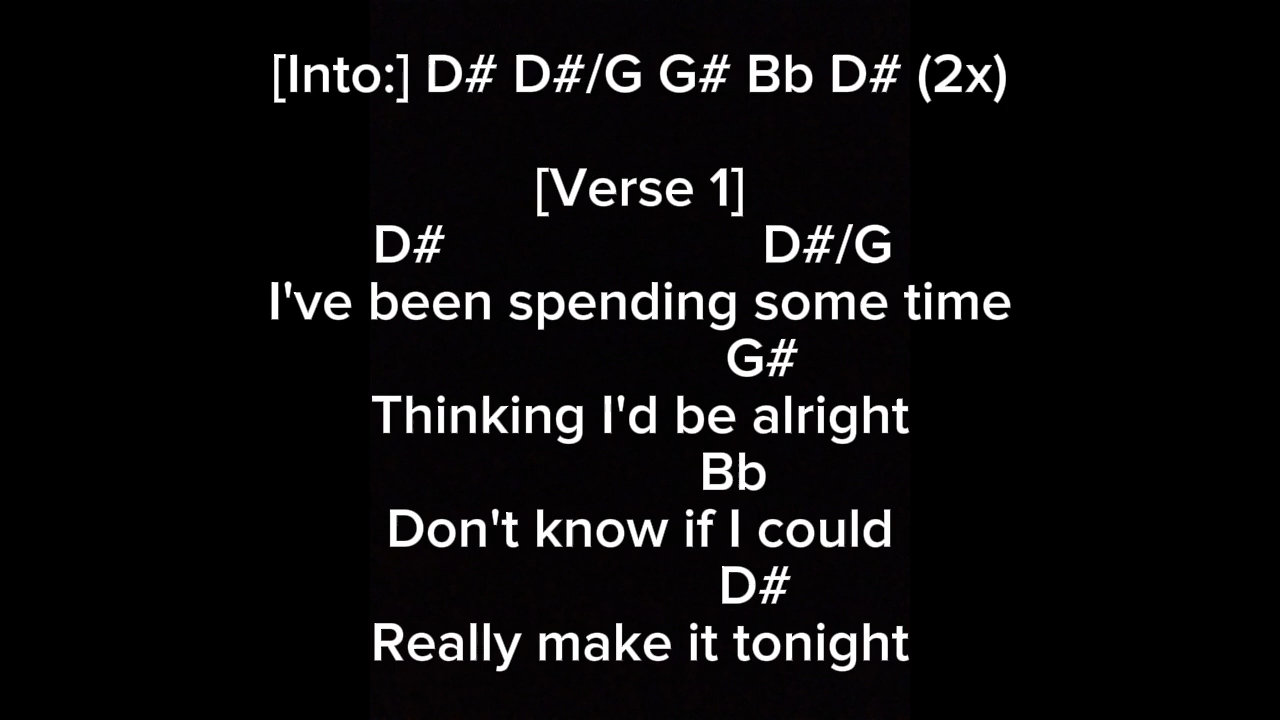 [Into:] D# D#/G G# Bb D# (2x)
[Verse 1]
D# D#/G
I've been spending some time
G#
Thinking I'd be alright
Bb
Don't know if I could
D#
Really make it tonight